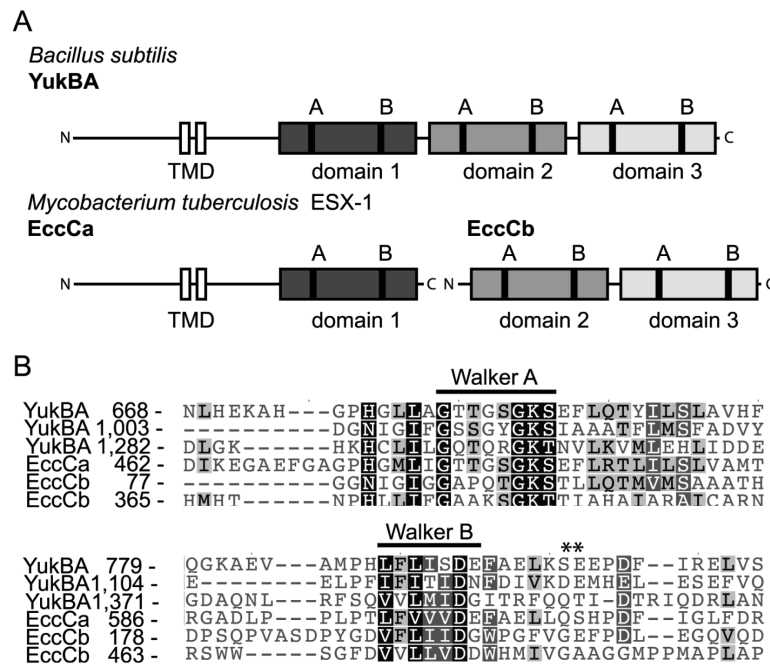 A
Bacillus subtilis
YukBA
A B A B A B
N C
TMD domain 1 domain 2 domain 3
Mycobacterium tuberculosis ESX-1
EccCa EccCb
A B A B A B
N C N C
TMD domain 1 domain 2 domain 3
B
Walker A
YukBA 668 - NLHEKAH----GPHGLLAGTTGSGKSEFLQTYILSLAVHF
YukBA 1,003 - -----------DGNIGIFGSSGYGKSIAAATFLMSFADVY
YukBA 1,282 - DLGK-------HKHCLILGQTQRGKTNVLKVMLEHLIDDE
EccCa 462 - DIKEGAEFGAGPHGMLIGTTGSGKSEFLRTLILSLVAMT
EccCb 77 - -----------GGNIGIGGAPQTGKSTLLQTMVMSAAATH
EccCb 365 - HMHT-------NPHLLIFGAAKSGKTTIAHAIARAICARN
Walker B
**
YukBA 779 - QGKAEV----AMPHLFLISDEFAELKSEEPDF--IRELVS
YukBA1,104 - E---------ELPFIFITIDNFDIVKDEMHEL--ESEFVQ
YukBA1,371 - GDAQNL---RFSQVVLMIDGITRFQQTI-DTRIQDRLAN
EccCa 586 - RGADLP----PLPTLFVVVDEFAELLQSHPDF--IGLFDR
EccCb 178 - DPSQPVASDPYGDVFLIIDGWPGFVGEFPDL--EGQVQD
EccCb 463 - RSWW-----SGFDVVLLVDDWHMIVGAAGGMPPMAPLAP